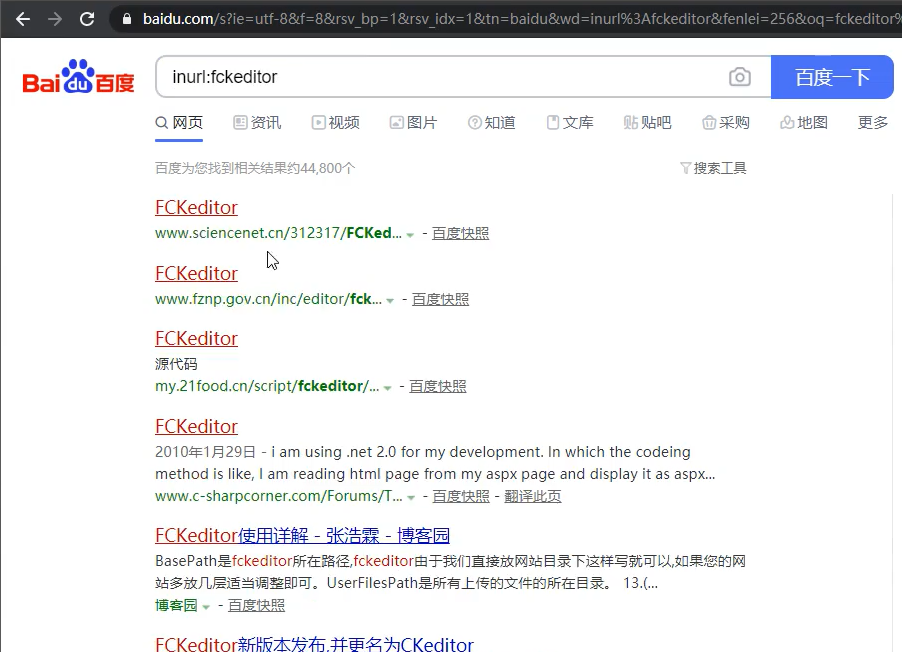 baidu.com/s?ie=utf-8&f=8&rsv_bp=1&rsv_idx=1&tn=baidu&wd=inurl%3Afckeditor&fenlei=256&oq=fckeditor%
Bai du 百度
inurl:fckeditor
百度一下
网页 资讯 视频 图片 知道 文库 贴吧 采购 地图 更多
百度为您找到相关结果约44,800个
搜索工具
FCKeditor
www.sciencenet.cn/312317/FCKed... - 百度快照
FCKeditor
www.fznp.gov.cn/inc/editor/fck... - 百度快照
FCKeditor
源代码
my.21food.cn/script/fckeditor/... - 百度快照
FCKeditor
2010年1月29日 - i am using .net 2.0 for my development. In which the codeing
method is like, I am reading html page from my aspx page and display it as aspx...
www.c-sharpcorner.com/Forums/T... - 百度快照 - 翻译此页
FCKeditor使用详解 - 张浩霖 - 博客园
BasePath是fckeditor所在路径,fckeditor由于我们直接放网站目录下这样写就可以,如果您的网
站多放几层适当调整即可。UserFilesPath是所有上传的文件的所在目录。 13.(...
博客园 - 百度快照
FCKeditor新版本发布,并更名为CKeditor